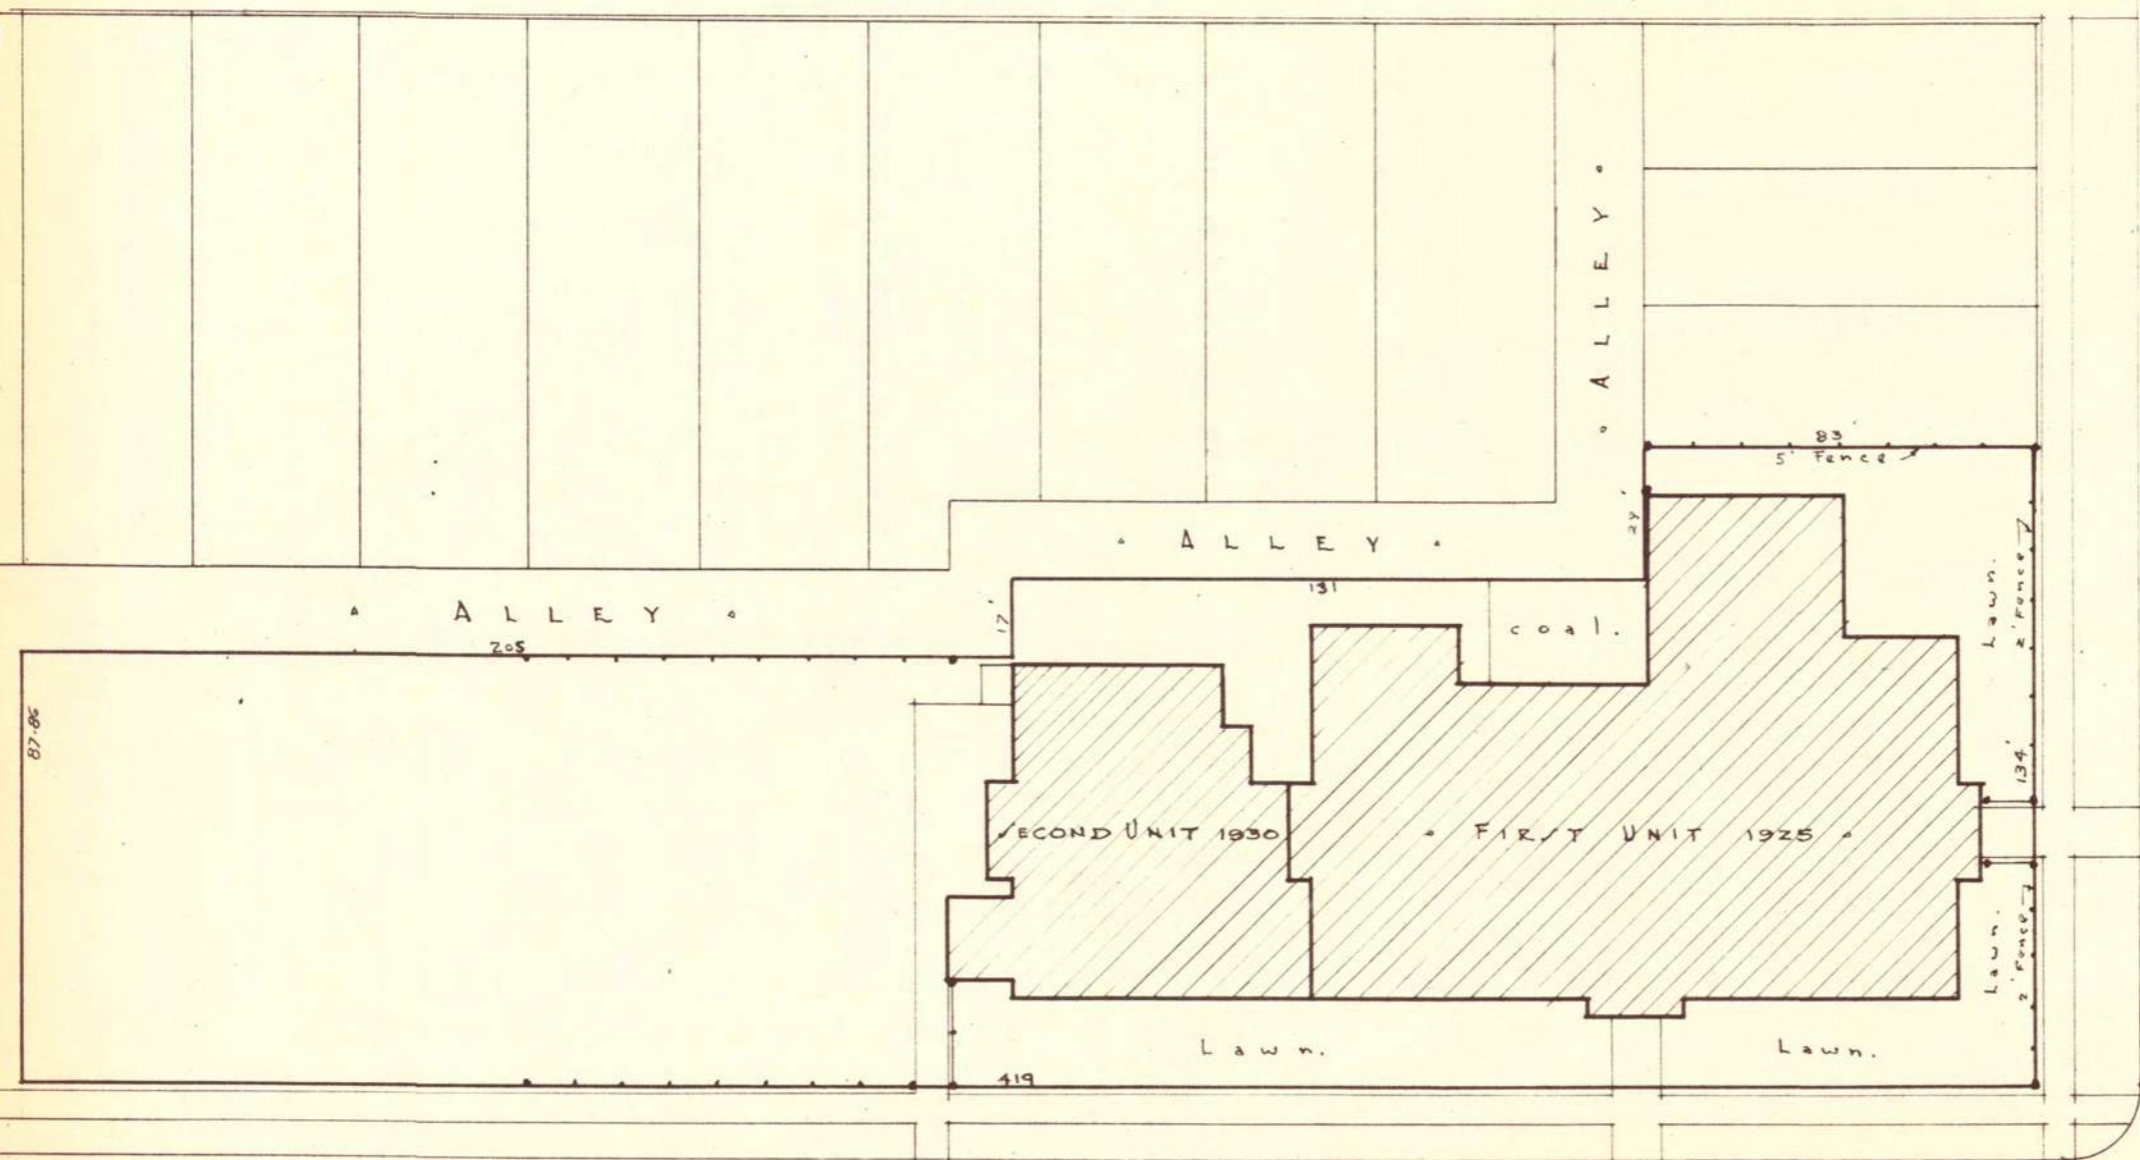 ALLEY
83'
5' Fence
24'
ALLEY
Lawn.
2' Fence
131
17'
coal.
ALLEY
205
87.86
134'
SECOND UNIT 1930
FIRST UNIT 1925
Lawn.
2' Fence
Lawn.
Lawn.
419